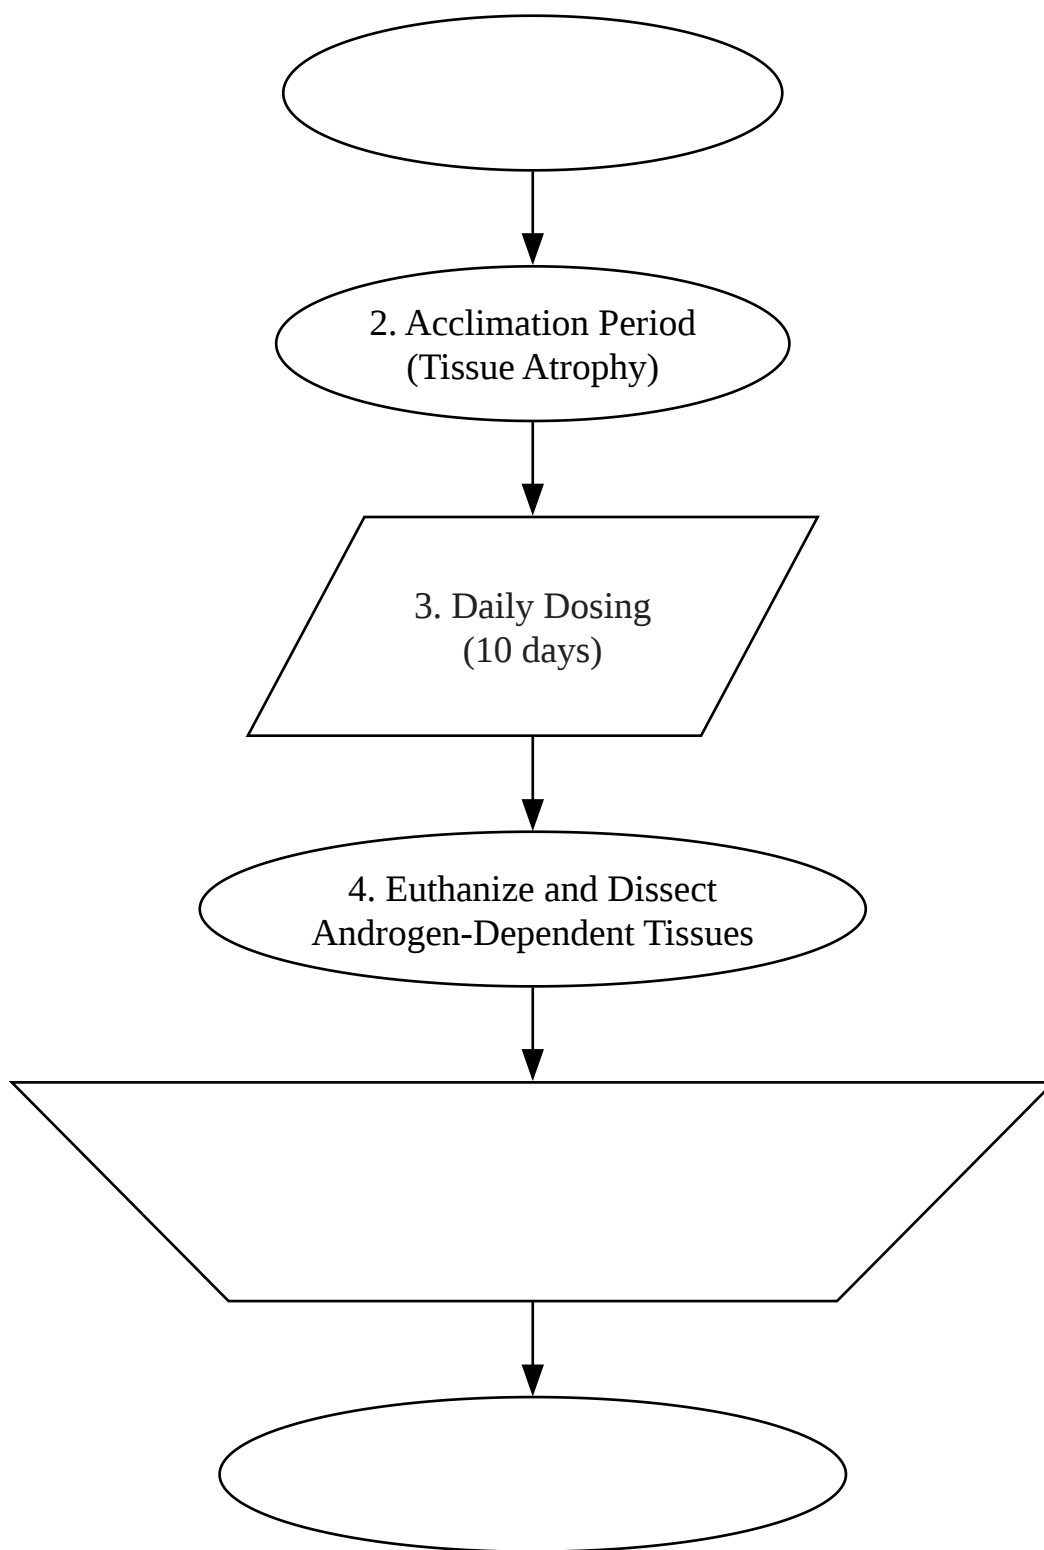 2. Acclimation Period
(Tissue Atrophy)
3. Daily Dosing
(10 days)
4. Euthanize and Dissect
Androgen-Dependent Tissues